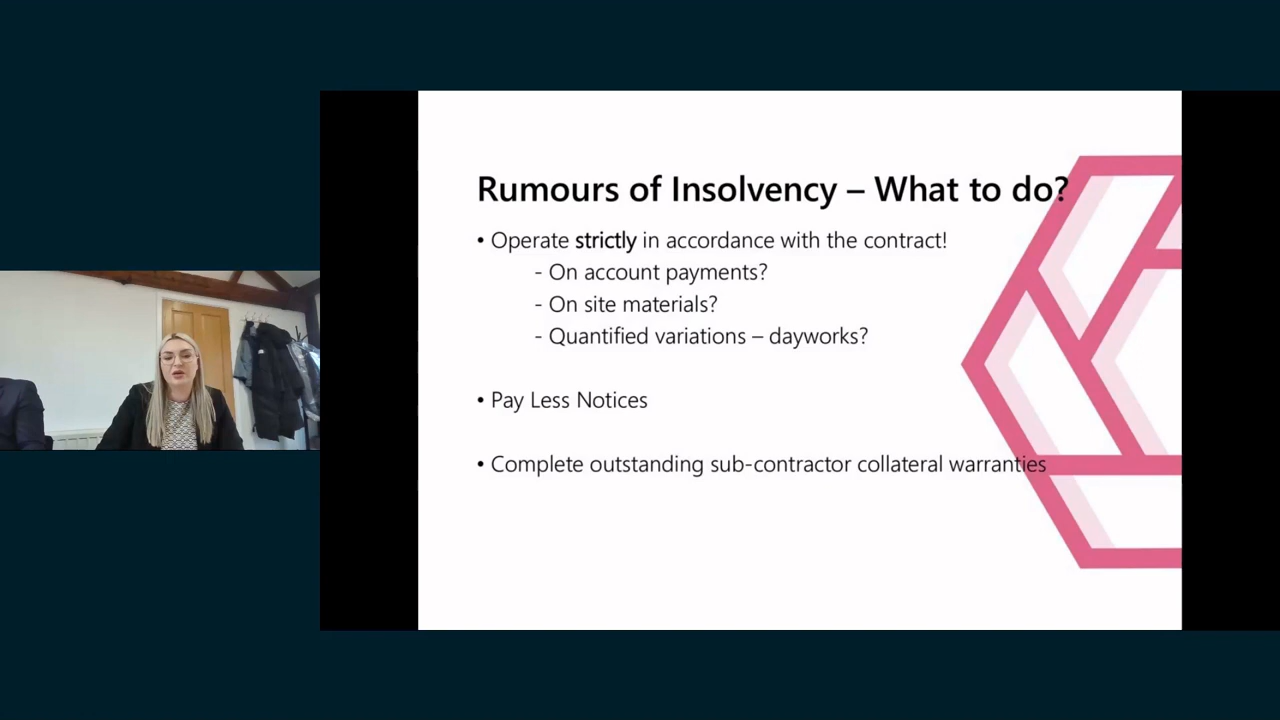 Rumours of Insolvency – What to do?
• Operate strictly in accordance with the contract!
- On account payments?
- On site materials?
- Quantified variations – dayworks?
• Pay Less Notices
• Complete outstanding sub-contractor collateral warranties